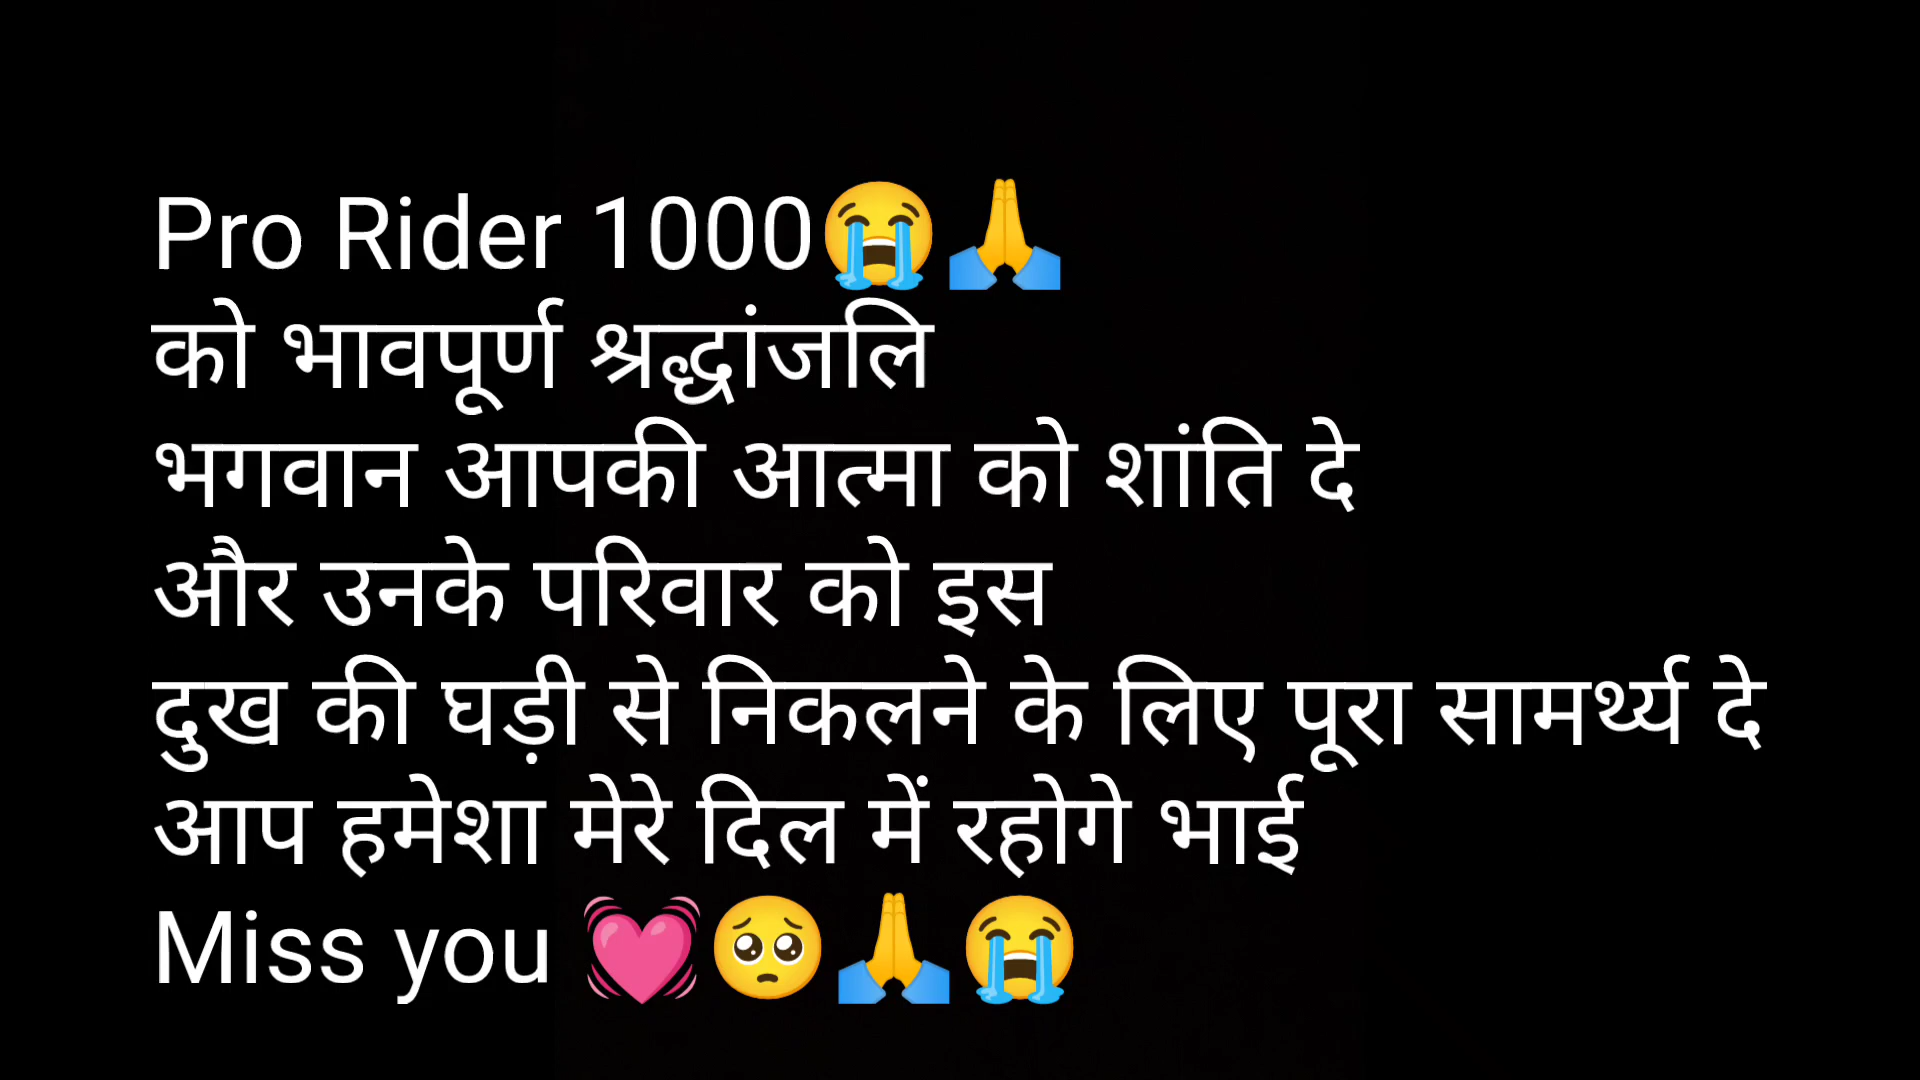 Pro Rider 1000😭🙏
को भावपूर्ण श्रद्धांजलि
भगवान आपकी आत्मा को शांति दे
और उनके परिवार को इस
दुख की घड़ी से निकलने के लिए पूरा सामर्थ्य दे
आप हमेशा मेरे दिल में रहोगे भाई
Miss you 💓🥺🙏😭